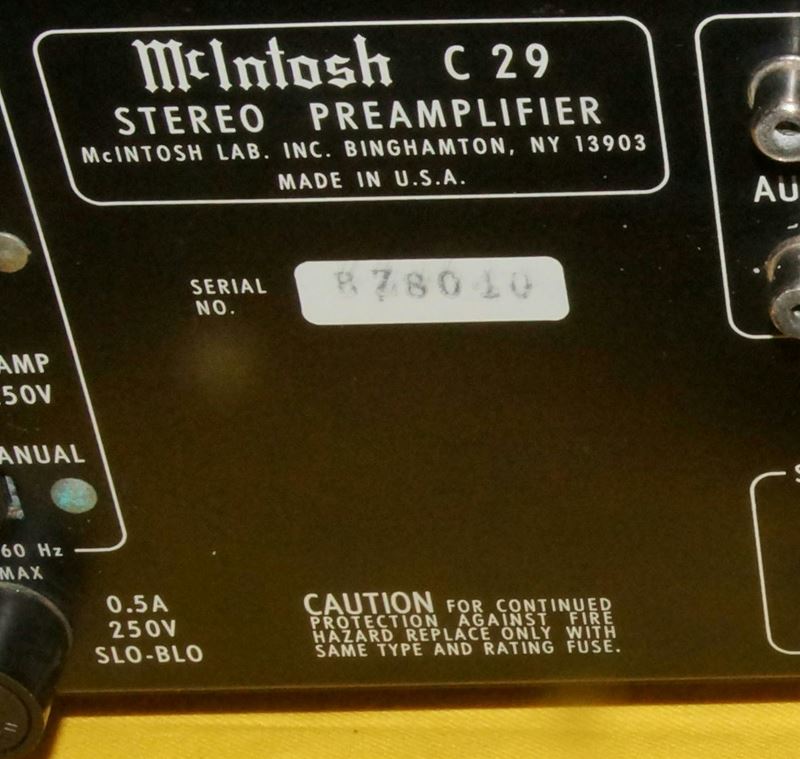 McIntosh C 29
STEREO PREAMPLIFIER
McINTOSH LAB. INC. BINGHAMTON, NY 13903
MADE IN U.S.A.
AU
SERIAL
NO.
AMP
50V
ANUAL
60 Hz
MAX
0.5A
250V
SLO-BLO
CAUTION FOR CONTINUED
PROTECTION AGAINST FIRE
HAZARD REPLACE ONLY WITH
SAME TYPE AND RATING FUSE.
S